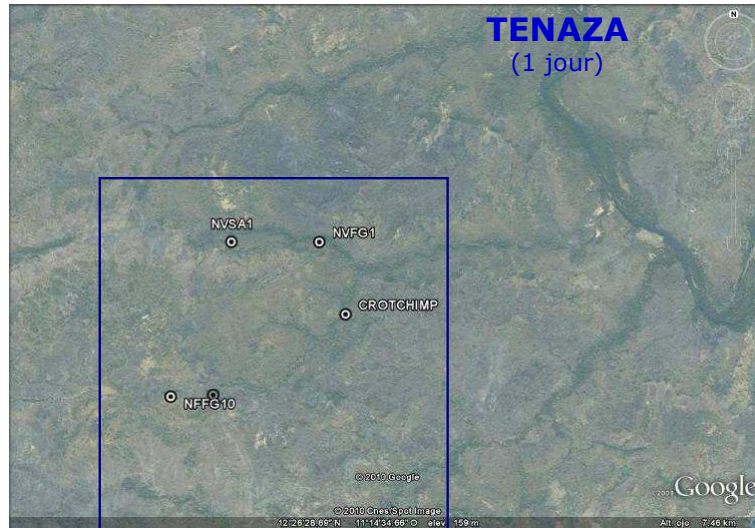 TENAZA
(1 jour)
N
NVSA1
NVFG1
CROTCHIMP
NFFG10
© 2010 Google
© 2009 Google
© 2010 Cnes/Spot Image
12°26'28.69" N 11°14'34.66" O elev 159 m Alt. ojo 7.46 km